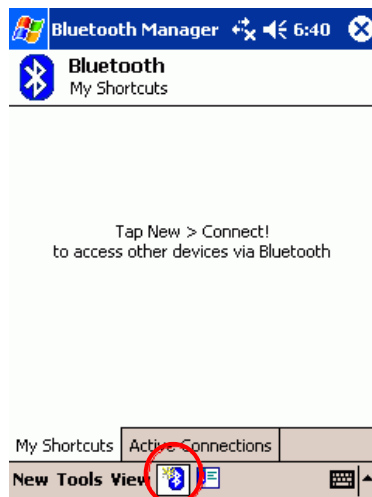 Bluetooth Manager 6:40
Bluetooth
My Shortcuts
Tap New > Connect!
to access other devices via Bluetooth
My Shortcuts Active Connections
New Tools View